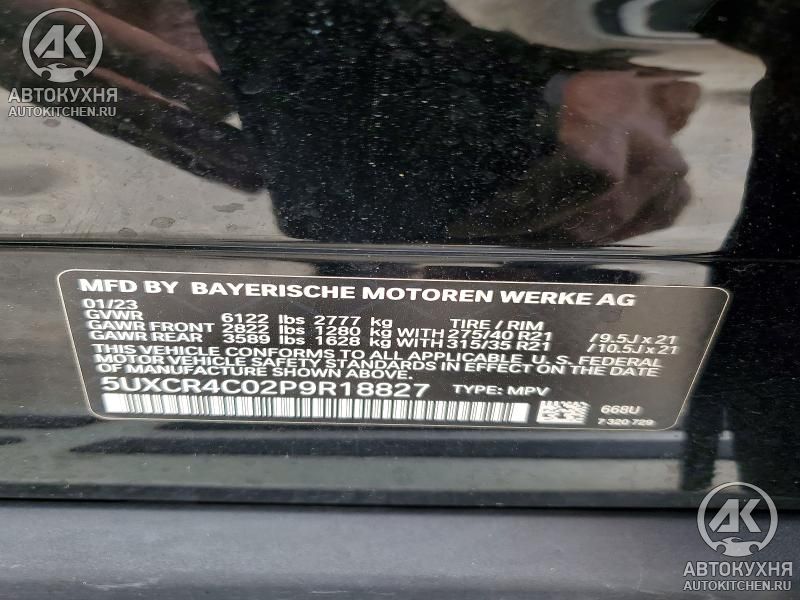 AK
АВТОКУХНЯ
AUTOKITCHEN.RU
MFD BY BAYERISCHE MOTOREN WERKE AG
01/23
GVWR 6122 lbs 2777 kg TIRE / RIM
GAWR FRONT 2822 lbs 1280 kg WITH 275/40 R21 / 9.5J x 21
GAWR REAR 3589 lbs 1628 kg WITH 315/35 R21 / 10.5J x 21
THIS VEHICLE CONFORMS TO ALL APPLICABLE U.S. FEDERAL
MOTOR VEHICLE SAFETY STANDARDS IN EFFECT ON THE DATE
OF MANUFACTURE SHOWN ABOVE.
5UXCR4C02P9R18827 TYPE: MPV
668U
7 320 729
AK
АВТОКУХНЯ
AUTOKITCHEN.RU